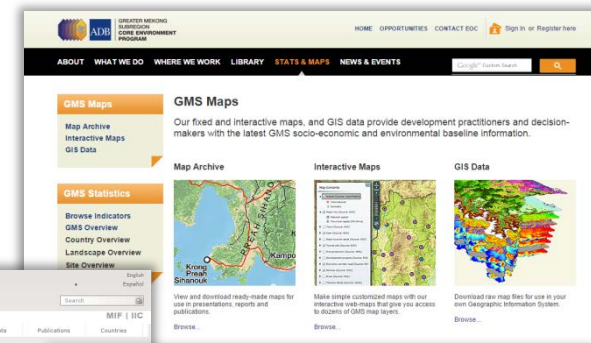 ADB
GREATER MEKONG
SUBREGION
CORE ENVIRONMENT
PROGRAM
HOME OPPORTUNITIES CONTACT EOC Sign in or Register here
ABOUT WHAT WE DO WHERE WE WORK LIBRARY STATS & MAPS NEWS & EVENTS
Google Custom Search
GMS Maps
Map Archive
Interactive Maps
GIS Data
GMS Statistics
Browse Indicators
GMS Overview
Country Overview
Landscape Overview
Site Overview
GMS Maps
Our fixed and interactive maps, and GIS data provide development practitioners and decision-
makers with the latest GMS socio-economic and environmental baseline information.
Map Archive
PREAH SIHANO
Krong
Preah
Sihanouk
Kampo
View and download ready-made maps for
use in presentations, reports and
publications.
Browse...
Interactive Maps
Make simple customized maps with our
interactive web-maps that give you access
to dozens of GMS map layers.
Browse...
GIS Data
Download raw map files for use in your
own Geographic Information System.
Browse...
English
Español
Search
MIF | IIC
Publications Countries